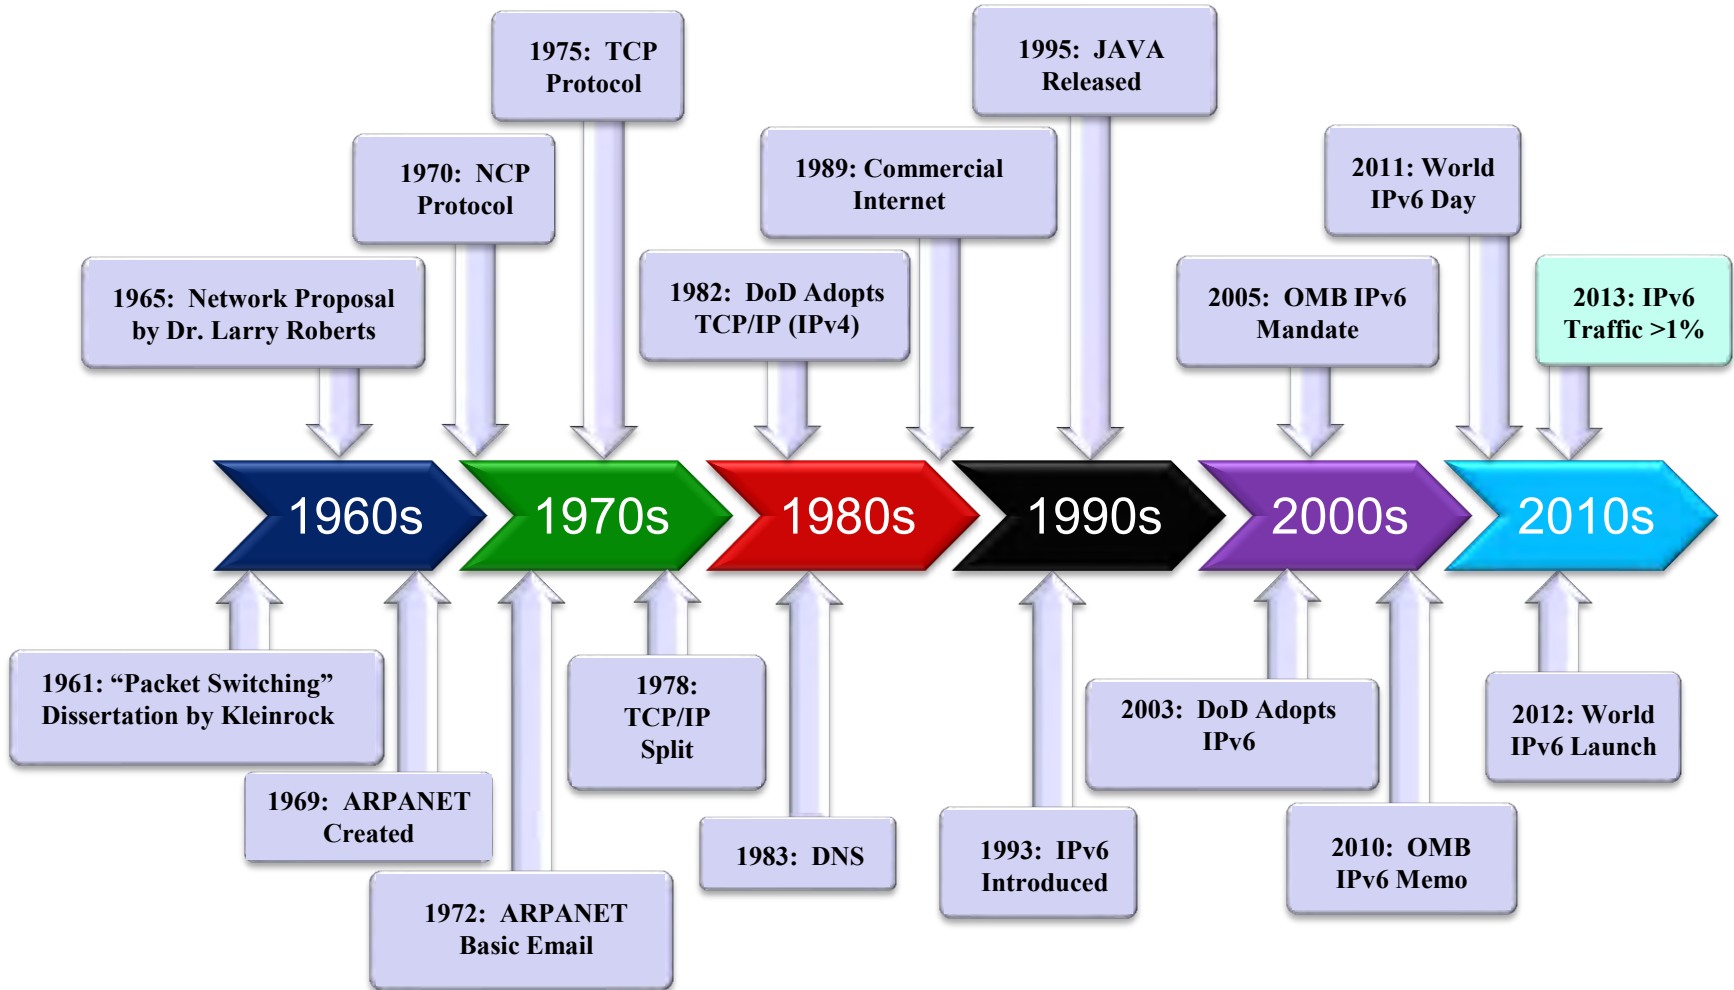 1975:  TCP
Protocol
1995:  JAVA
Released
1970:  NCP
Protocol
1989: Commercial
Internet
2011: World
IPv6 Day
1965:  Network Proposal
by Dr. Larry Roberts
1982:  DoD Adopts
TCP/IP (IPv4)
2005:  OMB IPv6
Mandate
2013: IPv6
Traffic >1%
1960s
1970s
1980s
1990s
2000s
2010s
1961: “Packet Switching”
Dissertation by Kleinrock
1978:
TCP/IP
Split
2003:  DoD Adopts
IPv6
2012: World
IPv6 Launch
1969:  ARPANET
Created
1983:  DNS
1993:  IPv6
Introduced
2010:  OMB
IPv6 Memo
1972:  ARPANET
Basic Email